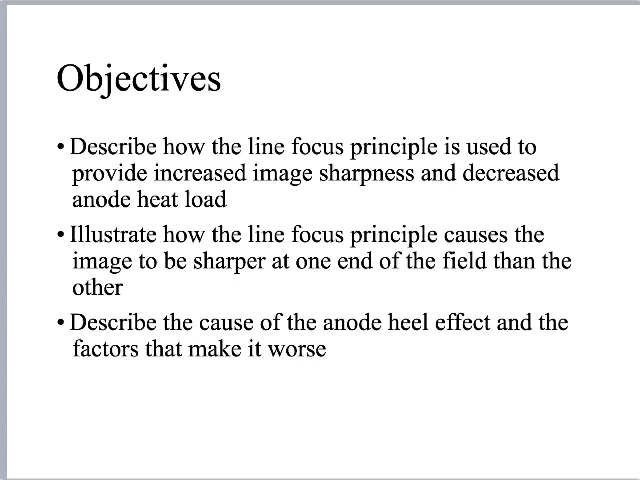 Objectives
• Describe how the line focus principle is used to
provide increased image sharpness and decreased
anode heat load
• Illustrate how the line focus principle causes the
image to be sharper at one end of the field than the
other
• Describe the cause of the anode heel effect and the
factors that make it worse